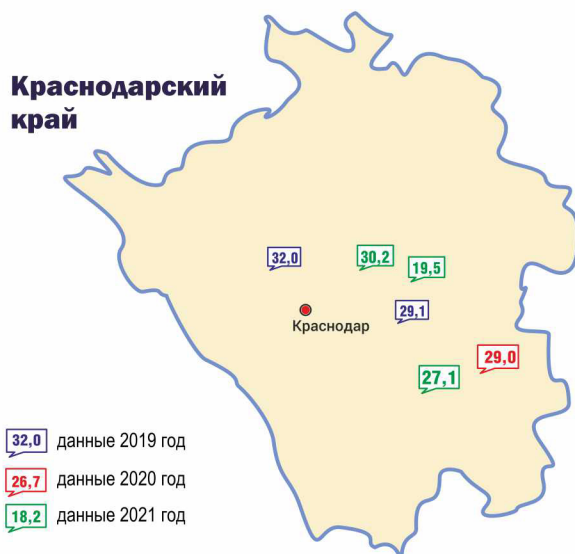 Краснодарский
край
32,0
30,2
19,5
29,1
Краснодар
29,0
27,1
32,0 данные 2019 год
26,7 данные 2020 год
18,2 данные 2021 год